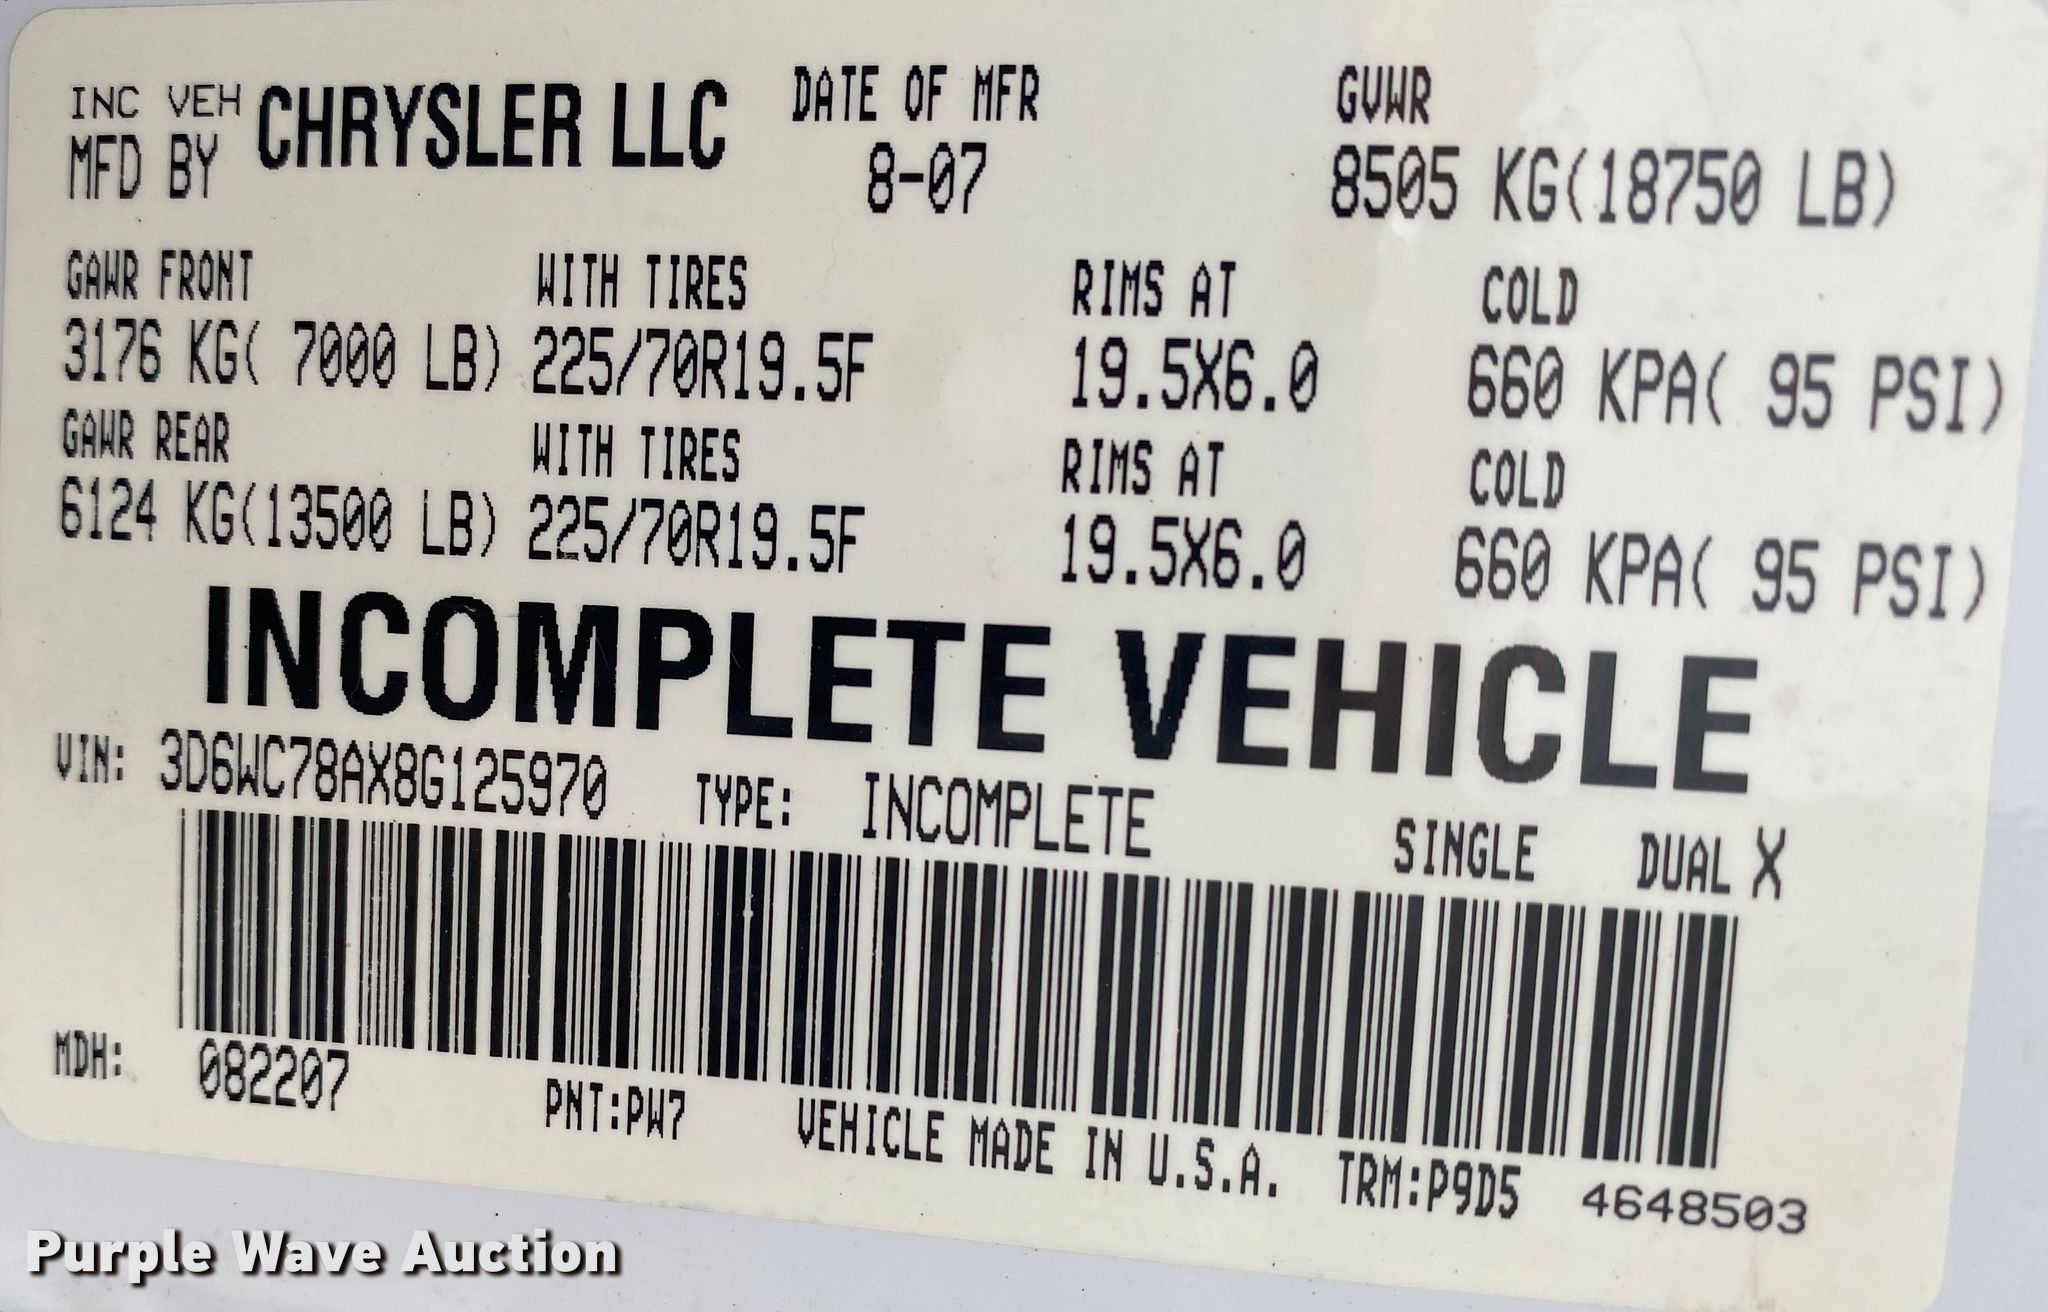 INC VEH CHRYSLER LLC DATE OF MFR GVWR
MFD BY 8-07 8505 KG(18750 LB)
GAWR FRONT WITH TIRES RIMS AT COLD
3176 KG( 7000 LB) 225/70R19.5F 19.5X6.0 660 KPA( 95 PSI)
GAWR REAR WITH TIRES RIMS AT COLD
6124 KG(13500 LB) 225/70R19.5F 19.5X6.0 660 KPA( 95 PSI)
INCOMPLETE VEHICLE
VIN: 3D6WC78AX8G125970 TYPE: INCOMPLETE SINGLE DUAL X
MDH: 082207 PNT:PW7 VEHICLE MADE IN U.S.A. TRM:P9D5 4648503
Purple Wave Auction